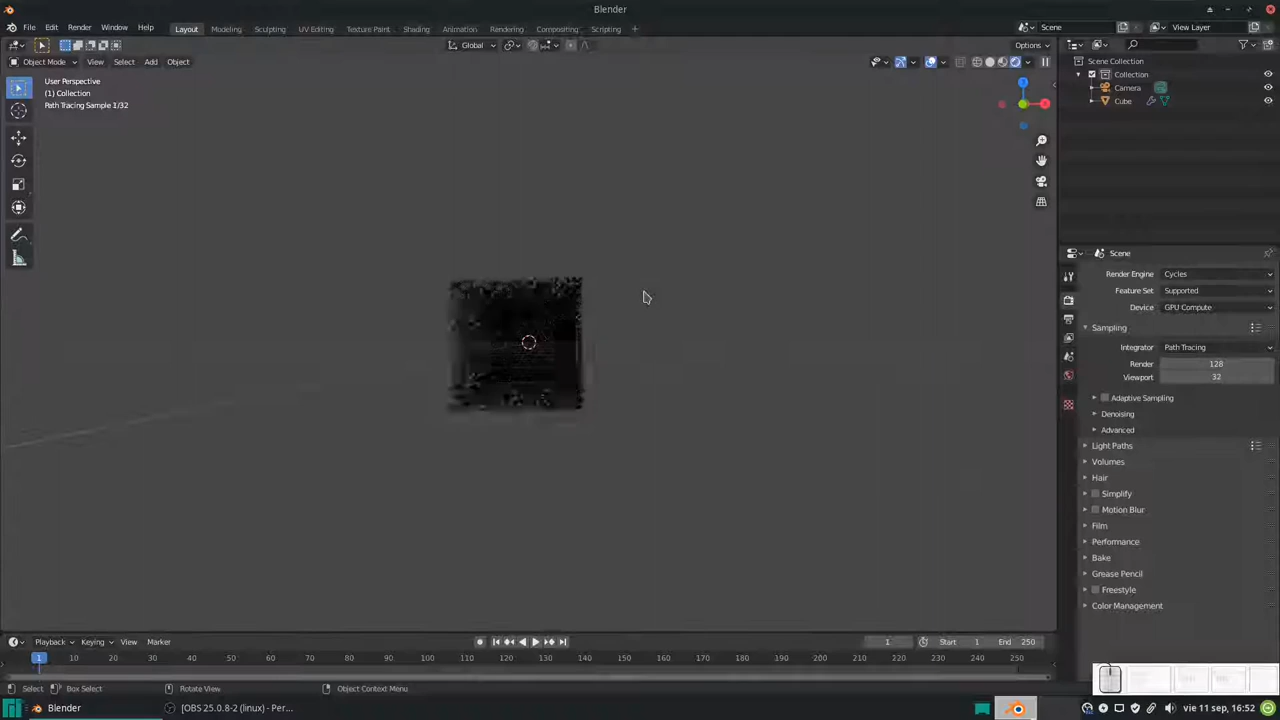 Blender
File Edit Render Window Help
Layout Modeling Sculpting UV Editing Texture Paint Shading Animation Rendering Compositing Scripting +
Scene
View Layer
Global
Options
Object Mode View Select Add Object
User Perspective
(1) Collection
Path Tracing Sample 1/32
Scene Collection
Collection
Camera
Cube
Scene
Render Engine Cycles
Feature Set Supported
Device GPU Compute
Sampling
Integrator Path Tracing
Render 128
Viewport 32
Adaptive Sampling
Denoising
Advanced
Light Paths
Volumes
Hair
Simplify
Motion Blur
Film
Performance
Bake
Grease Pencil
Freestyle
Color Management
Playback Keying View Marker
1 Start 1 End 250
1 10 20 30 40 50 60 70 80 90 100 110 120 130 140 150 160 170 180 190 200 210 220 230 240 250
Select Box Select Rotate View Object Context Menu
Blender [OBS 25.0.8-2 (linux) - Per... vie 11 sep, 16:52